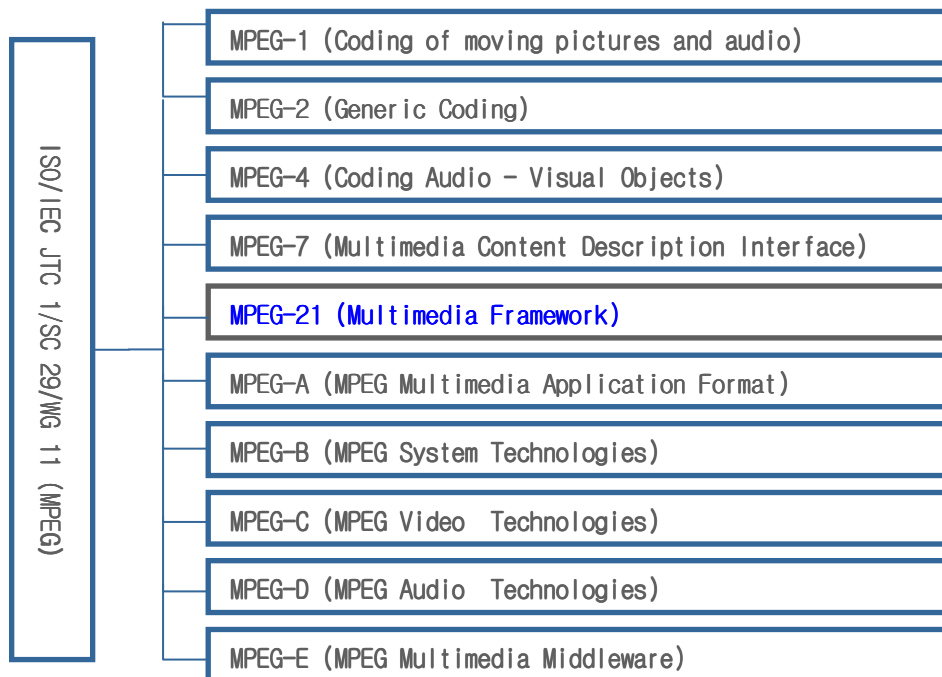 ISO/IEC JTC 1/SC 29/WG 11 (MPEG)
MPEG-1 (Coding of moving pictures and audio)
MPEG-2 (Generic Coding)
MPEG-4 (Coding Audio - Visual Objects)
MPEG-7 (Multimedia Content Description Interface)
MPEG-21 (Multimedia Framework)
MPEG-A (MPEG Multimedia Application Format)
MPEG-B (MPEG System Technologies)
MPEG-C (MPEG Video Technologies)
MPEG-D (MPEG Audio Technologies)
MPEG-E (MPEG Multimedia Middleware)